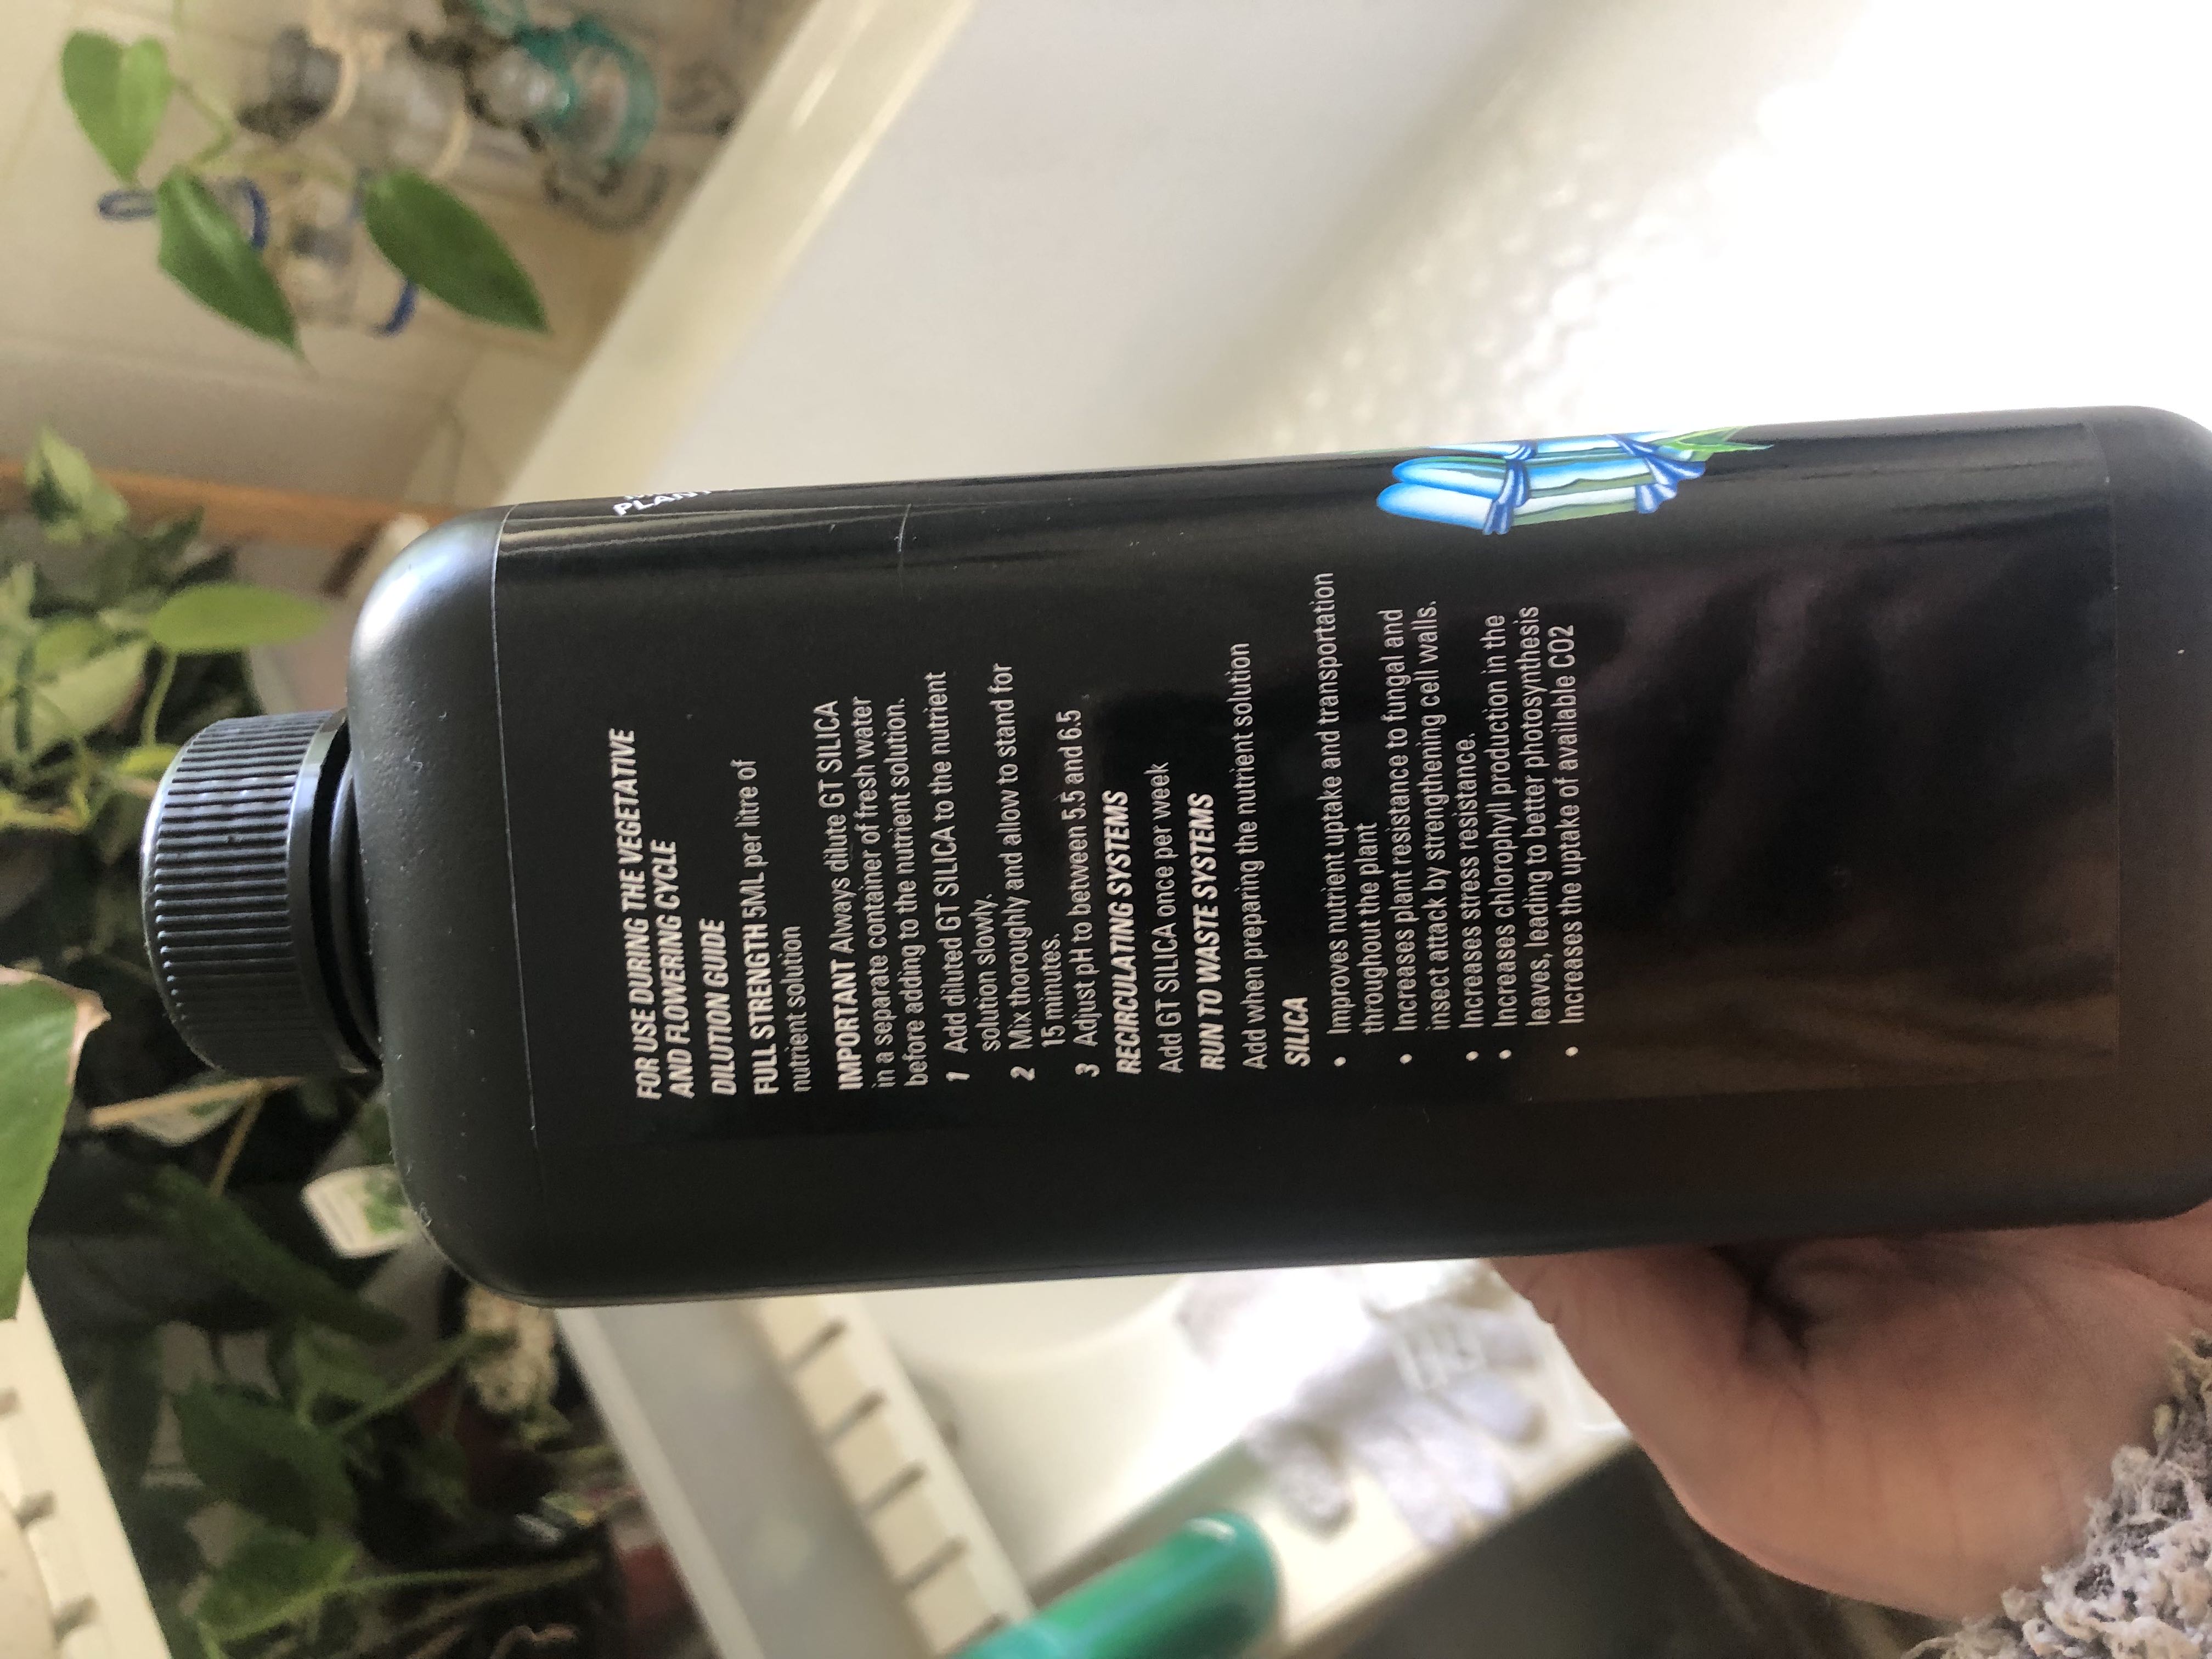 PLANT
FOR USE DURING THE VEGETATIVE
AND FLOWERING CYCLE
DILUTION GUIDE
FULL STRENGTH 5ML per litre of
nutrient solution
IMPORTANT Always dilute GT SILICA
in a separate container of fresh water
before adding to the nutrient solution.
1 Add diluted GT SILICA to the nutrient
solution slowly.
2 Mix thoroughly and allow to stand for
15 minutes.
3 Adjust pH to between 5.5 and 6.5
RECIRCULATING SYSTEMS
Add GT SILICA once per week
RUN TO WASTE SYSTEMS
Add when preparing the nutrient solution
SILICA
• Improves nutrient uptake and transportation
throughout the plant
• Increases plant resistance to fungal and
insect attack by strengthening cell walls.
• Increases stress resistance.
• Increases chlorophyll production in the
leaves, leading to better photosynthesis
• Increases the uptake of available CO2